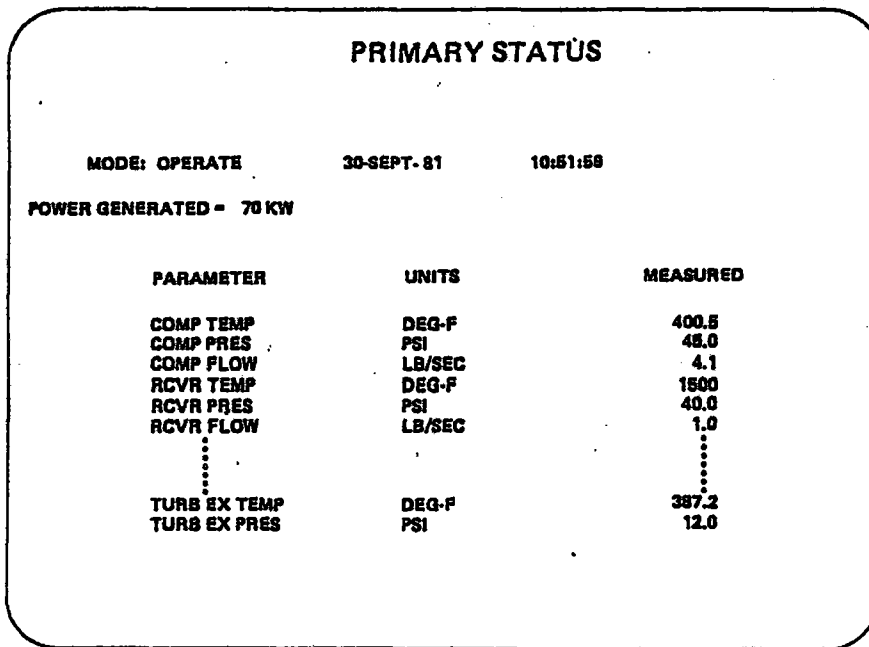 PRIMARY STATUS
MODE: OPERATE 30-SEPT-81 10:51:58
POWER GENERATED = 70 KW
PARAMETER UNITS MEASURED
COMP TEMP DEG-F 400.5
COMP PRES PSI 45.0
COMP FLOW LB/SEC 4.1
RCVR TEMP DEG-F 1500
RCVR PRES PSI 40.0
RCVR FLOW LB/SEC 1.0
TURB EX TEMP DEG-F 387.2
TURB EX PRES PSI 12.0